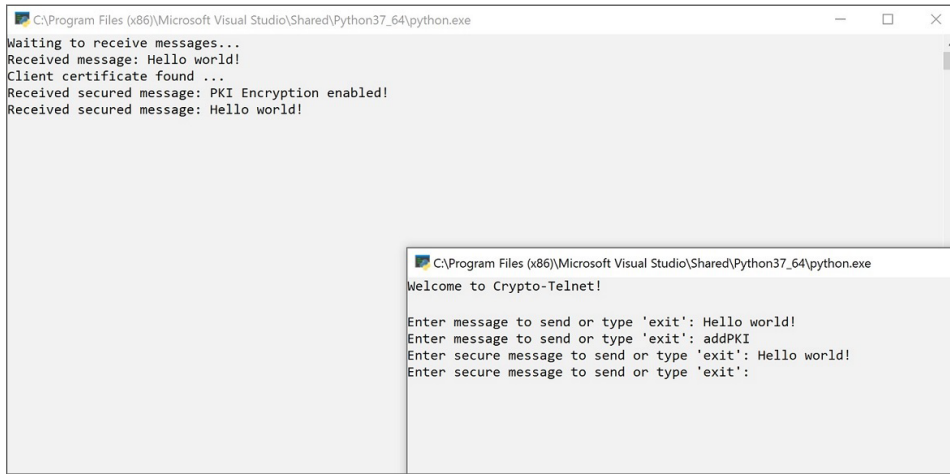 C:\Program Files (x86)\Microsoft Visual Studio\Shared\Python37_64\python.exe
Waiting to receive messages...
Received message: Hello world!
Client certificate found ...
Received secured message: PKI Encryption enabled!
Received secured message: Hello world!
C:\Program Files (x86)\Microsoft Visual Studio\Shared\Python37_64\python.exe
Welcome to Crypto-Telnet!
Enter message to send or type 'exit': Hello world!
Enter message to send or type 'exit': addPKI
Enter secure message to send or type 'exit': Hello world!
Enter secure message to send or type 'exit':